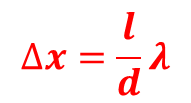 Δx = l/d λ